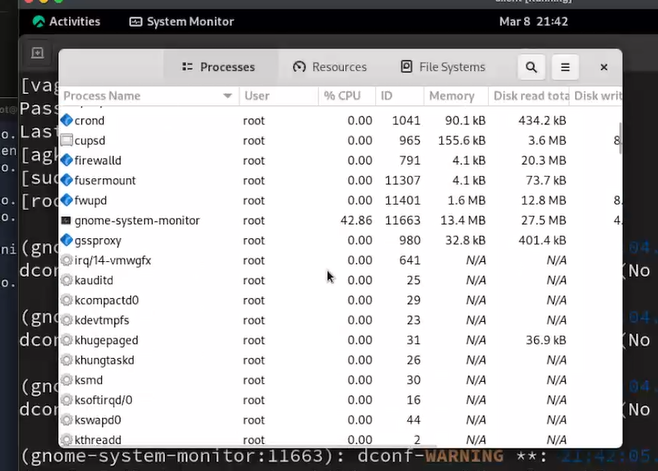 Activities System Monitor Mar 8 21:42
Processes Resources File Systems
Process Name User % CPU ID Memory Disk read tota Disk writ
crond root 0.00 1041 90.1 kB 434.2 kB
cupsd root 0.00 965 155.6 kB 3.6 MB 8.
firewalld root 0.00 791 4.1 kB 20.3 MB
fusermount root 0.00 11307 4.1 kB 73.7 kB
fwupd root 0.00 11401 1.6 MB 12.8 MB 8.
gnome-system-monitor root 42.86 11663 13.4 MB 27.5 MB 4.
gssproxy root 0.00 980 32.8 kB 401.4 kB
irq/14-vmwgfx root 0.00 641 N/A N/A
kauditd root 0.00 25 N/A N/A
kcompactd0 root 0.00 29 N/A N/A
kdevtmpfs root 0.00 23 N/A N/A
khugepaged root 0.00 31 N/A 36.9 kB
khungtaskd root 0.00 26 N/A N/A
ksmd root 0.00 30 N/A N/A
ksoftirqd/0 root 0.00 16 N/A N/A
kswapd0 root 0.00 44 N/A N/A
kthreadd root 0.00 2 N/A N/A
[vag
Pass
Last
[ag
[suc
[roo
(gno 04.
dcon (No
(gno 04.
dcon (No
(gno 04.
dcon (No
(gnome-system-monitor:11663): dconf-WARNING **: 21:42:05.